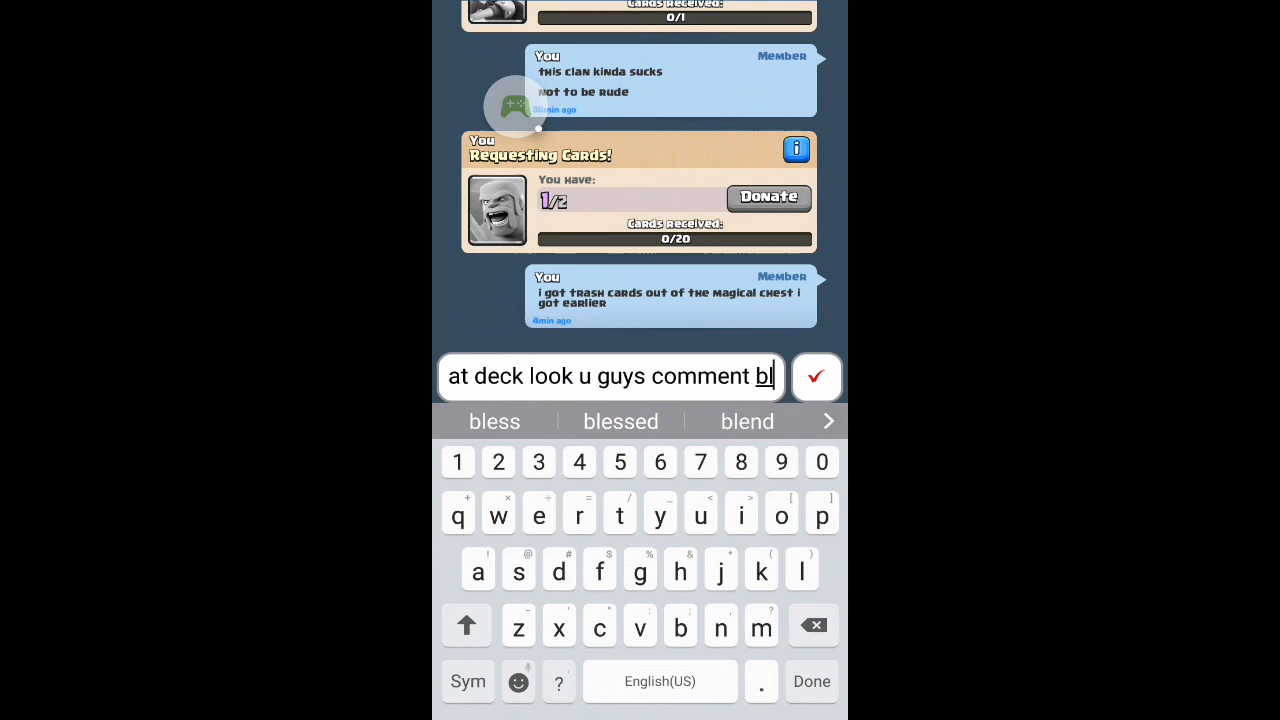 Cards Received:
0/1
You
Member
this clan kinda sucks
not to be rude
min ago
You
Requesting Cards!
i
You have:
1/2
Donate
Cards Received:
0/20
You
Member
i got trash cards out of the magical chest i
got earlier
4min ago
at deck look u guys comment bl
bless
blessed
blend
1 2 3 4 5 6 7 8 9 0
+ × ÷ = / _ < > [ ]
q w e r t y u i o p
! @ # $ % & * ( )
a s d f g h j k l
- ' " : ; , ?
z x c v b n m
Sym
?
English(US)
.
Done